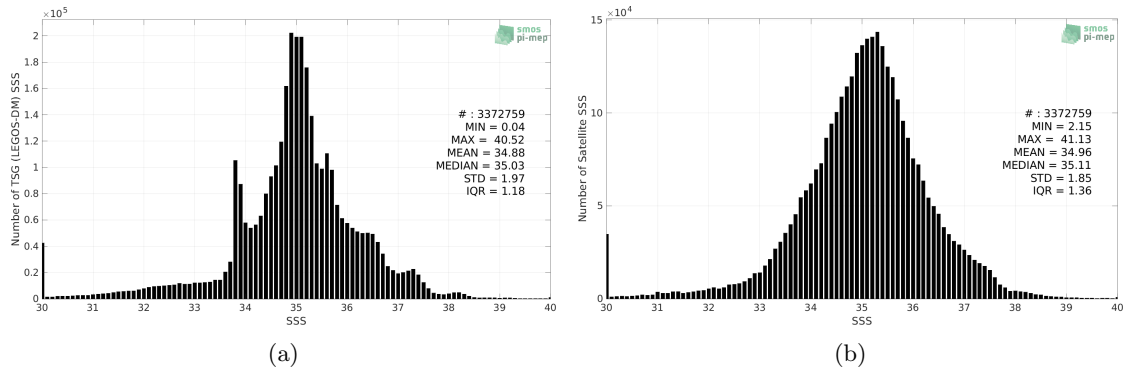 ×10⁵
2
1.8
1.6
1.4
1.2
1
0.8
0.6
0.4
0.2
0
30 31 32 33 34 35 36 37 38 39 40
SSS
Number of TSG (LEGOS-DM) SSS
smos
pi-mep
# : 3372759
MIN = 0.04
MAX = 40.52
MEAN = 34.88
MEDIAN = 35.03
STD = 1.97
IQR = 1.18
(a)
×10⁴
15
10
5
0
30 31 32 33 34 35 36 37 38 39 40
SSS
Number of Satellite SSS
smos
pi-mep
# : 3372759
MIN = 2.15
MAX = 41.13
MEAN = 34.96
MEDIAN = 35.11
STD = 1.85
IQR = 1.36
(b)